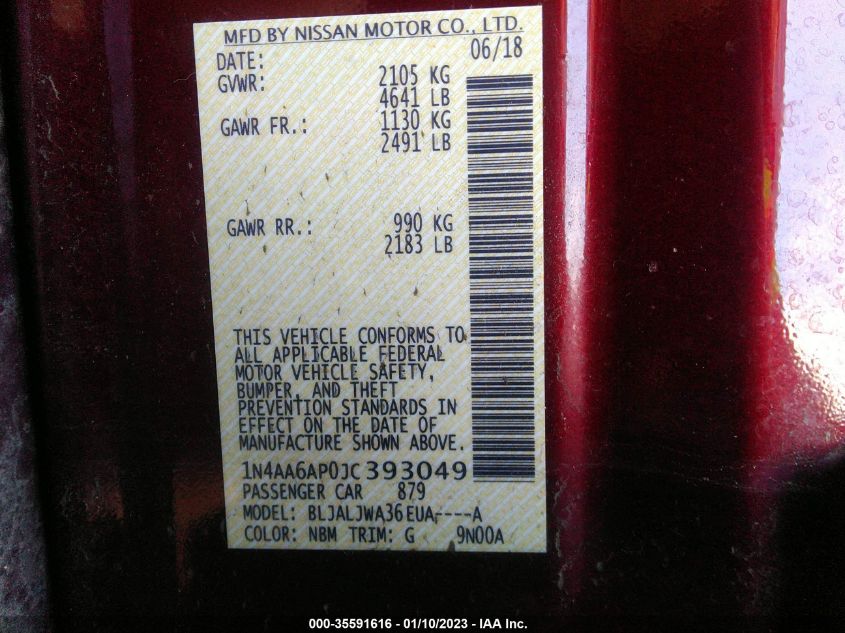 MFD BY NISSAN MOTOR CO., LTD.
DATE: 06/18
GVWR: 2105 KG
4641 LB
GAWR FR.: 1130 KG
2491 LB
GAWR RR.: 990 KG
2183 LB
THIS VEHICLE CONFORMS TO
ALL APPLICABLE FEDERAL
MOTOR VEHICLE SAFETY,
BUMPER, AND THEFT
PREVENTION STANDARDS IN
EFFECT ON THE DATE OF
MANUFACTURE SHOWN ABOVE.
1N4AA6AP0JC393049
PASSENGER CAR 879
MODEL: BLJALJWA36EUA----A
COLOR: NBM TRIM: G 9N00A
000-35591616 - 01/10/2023 - IAA Inc.